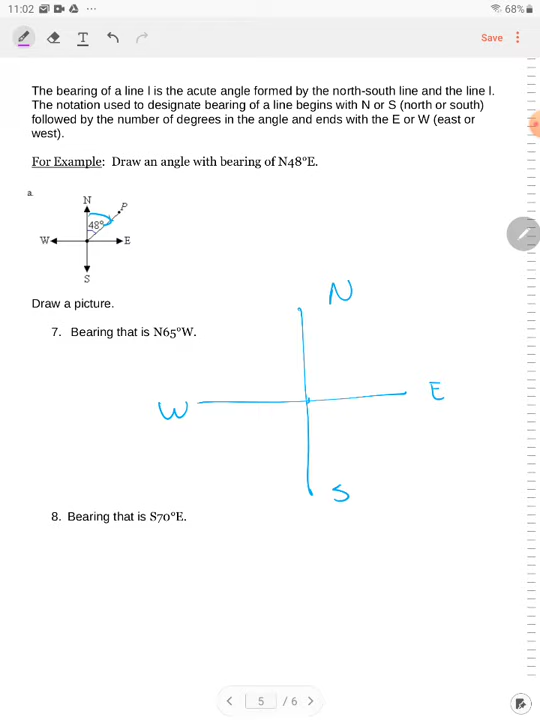 11:02 68%
Save
The bearing of a line l is the acute angle formed by the north-south line and the line l.
The notation used to designate bearing of a line begins with N or S (north or south)
followed by the number of degrees in the angle and ends with the E or W (east or
west).
For Example: Draw an angle with bearing of N48°E.
a.
N
P
48°
W E
S
Draw a picture.
N
7. Bearing that is N65°W.
E
W
S
8. Bearing that is S70°E.
5 / 6